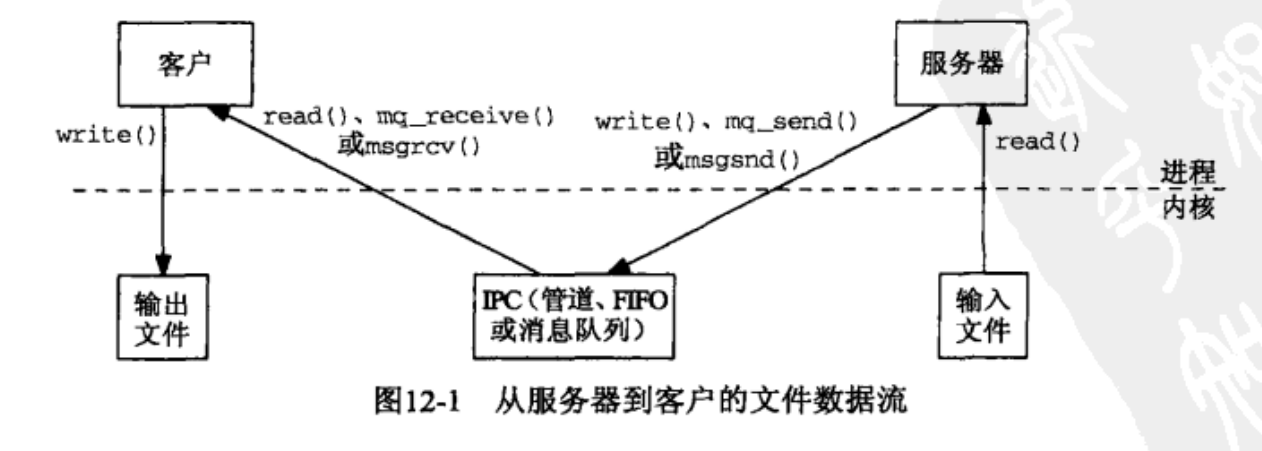 客户
服务器
write()
read()、mq_receive()
或msgrcv()
write()、mq_send()
或msgsnd()
read()
进程
内核
输出
文件
IPC（管道、FIFO
或消息队列）
输入
文件
图12-1 从服务器到客户的文件数据流